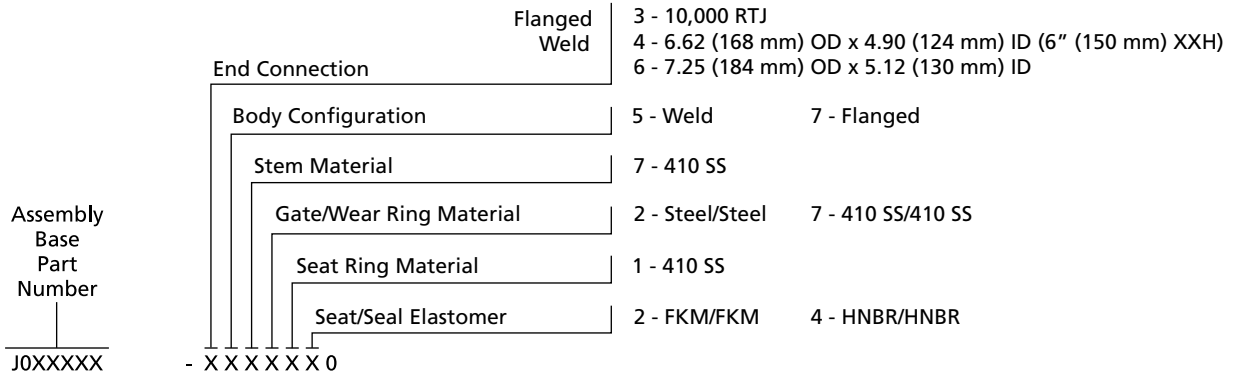 Flanged 3 - 10,000 RTJ
Weld 4 - 6.62 (168 mm) OD x 4.90 (124 mm) ID (6” (150 mm) XXH)
End Connection 6 - 7.25 (184 mm) OD x 5.12 (130 mm) ID
Body Configuration 5 - Weld 7 - Flanged
Stem Material 7 - 410 SS
Gate/Wear Ring Material 2 - Steel/Steel 7 - 410 SS/410 SS
Seat Ring Material 1 - 410 SS
Seat/Seal Elastomer 2 - FKM/FKM 4 - HNBR/HNBR
Assembly
Base
Part
Number
J0XXXXX - X X X X X X 0